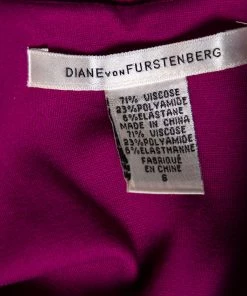 DIANE VON FURSTENBERG
71% VISCOSE
23% POLYAMIDE
6% ELASTANE
MADE IN CHINA
71% VISCOSE
23% POLYAMIDE
6% ELASTHANNE
FABRIQUÉ
EN CHINE
6